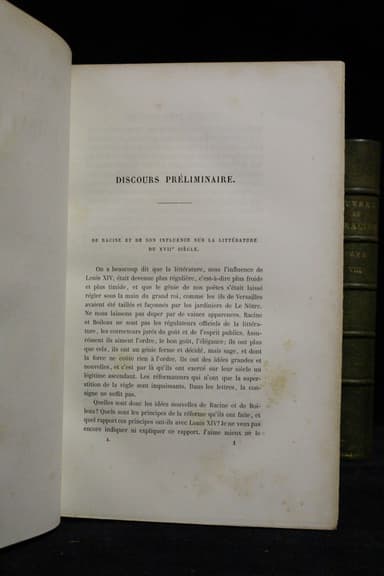 DISCOURS PRÉLIMINAIRE.
DE RACINE ET DE SON INFLUENCE SUR LA LITTÉRATURE
DU XVIIe SIÈCLE.
On a beaucoup dit que la littérature, sous l'influence de
Louis XIV, était devenue plus régulière, c'est-à-dire plus froide
et plus timide, et que le génie de nos poëtes s'était laissé
régler sous la main du grand roi, comme les ifs de Versailles
avaient été taillés et façonnés par les jardiniers de Le Nôtre.
Ne nous laissons pas duper par de vaines apparences. Racine
et Boileau ne sont pas les régulateurs officiels de la littéra-
ture, les correcteurs jurés du goût et de l'esprit publics. Assu-
rément ils aiment l'ordre, le bon goût, l'élégance; ils ont plus
que cela, ils ont un génie ferme et décidé, mais sage, et dont
la force ne coûte rien à l'ordre. Ils ont des idées grandes et
nouvelles, et c'est par là qu'ils ont exercé sur leur siècle un
légitime ascendant. Les réformateurs qui n'ont que la super-
stition de la règle sont impuissants. Dans les lettres, la con-
signe ne suffit pas.
Quelles sont donc les idées nouvelles de Racine et de Boi-
leau? Quels sont les principes de la réforme qu'ils ont faite, et
quel rapport ces principes ont-ils avec Louis XIV? Je ne veux pas
encore indiquer ni expliquer ce rapport. J'aime mieux ne le
I. 1
RACINE
VIII